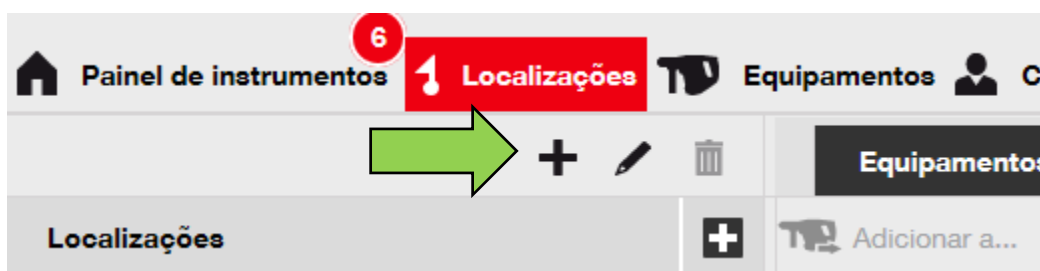 6
Painel de instrumentos Localizações Equipamentos C
Equipamentos
Localizações Adicionar a...